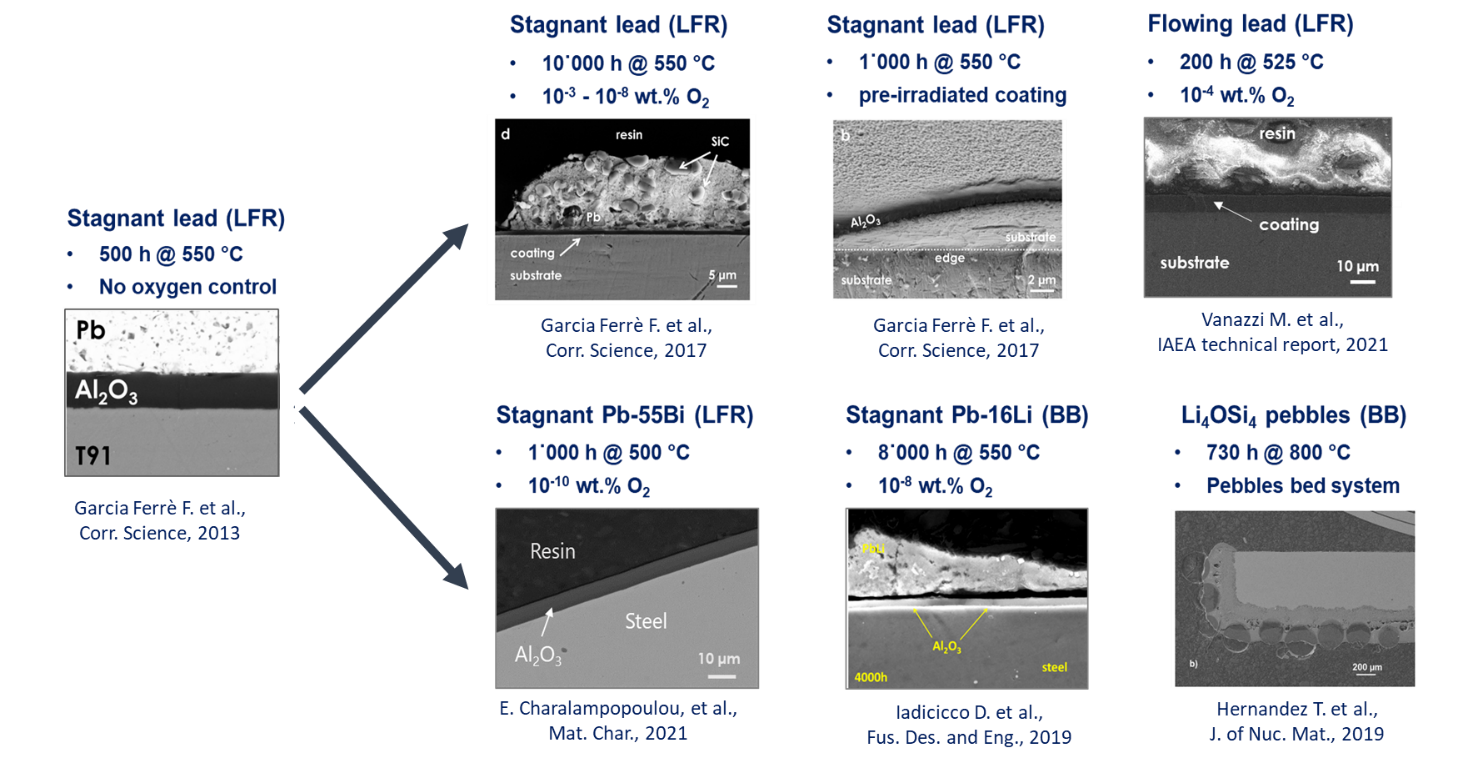 Stagnant lead (LFR)
• 500 h @ 550 °C
• No oxygen control
Pb
Al₂O₃
T91
Garcia Ferrè F. et al.,
Corr. Science, 2013
Stagnant lead (LFR)
• 10˙000 h @ 550 °C
• 10⁻³ - 10⁻⁸ wt.% O₂
d
resin
SiC
Pb
coating
substrate
5 µm
Garcia Ferrè F. et al.,
Corr. Science, 2017
Stagnant lead (LFR)
• 1˙000 h @ 550 °C
• pre-irradiated coating
b
Al₂O₃
substrate
edge
substrate
2 µm
Garcia Ferrè F. et al.,
Corr. Science, 2017
Flowing lead (LFR)
• 200 h @ 525 °C
• 10⁻⁴ wt.% O₂
resin
coating
substrate
10 µm
Vanazzi M. et al.,
IAEA technical report, 2021
Stagnant Pb-55Bi (LFR)
• 1˙000 h @ 500 °C
• 10⁻¹⁰ wt.% O₂
Resin
Steel
Al₂O₃
10 µm
E. Charalampopoulou, et al.,
Mat. Char., 2021
Stagnant Pb-16Li (BB)
• 8˙000 h @ 550 °C
• 10⁻⁸ wt.% O₂
PbLi
Al₂O₃
steel
4000h
Iadicicco D. et al.,
Fus. Des. and Eng., 2019
Li₄OSi₄ pebbles (BB)
• 730 h @ 800 °C
• Pebbles bed system
b)
200 µm
Hernandez T. et al.,
J. of Nuc. Mat., 2019